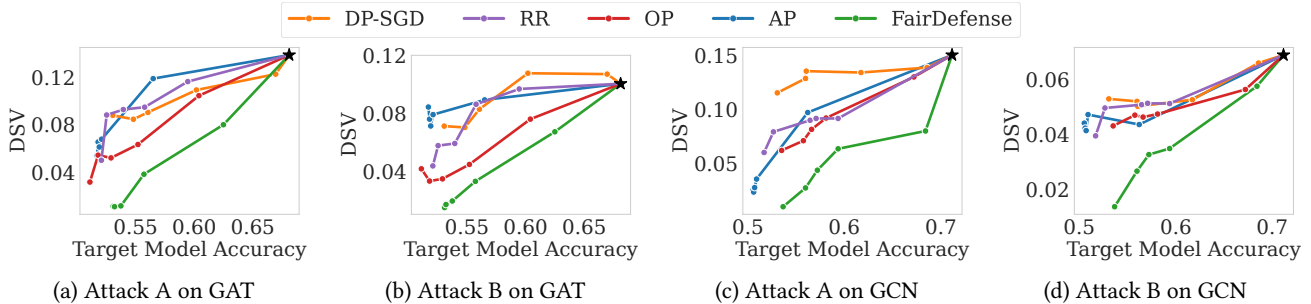 DP-SGD RR OP AP FairDefense
DSV
0.12
0.08
0.04
0.55 0.60 0.65
Target Model Accuracy
(a) Attack A on GAT
DSV
0.12
0.08
0.04
0.55 0.60 0.65
Target Model Accuracy
(b) Attack B on GAT
DSV
0.15
0.10
0.05
0.5 0.6 0.7
Target Model Accuracy
(c) Attack A on GCN
DSV
0.06
0.04
0.02
0.5 0.6 0.7
Target Model Accuracy
(d) Attack B on GCN